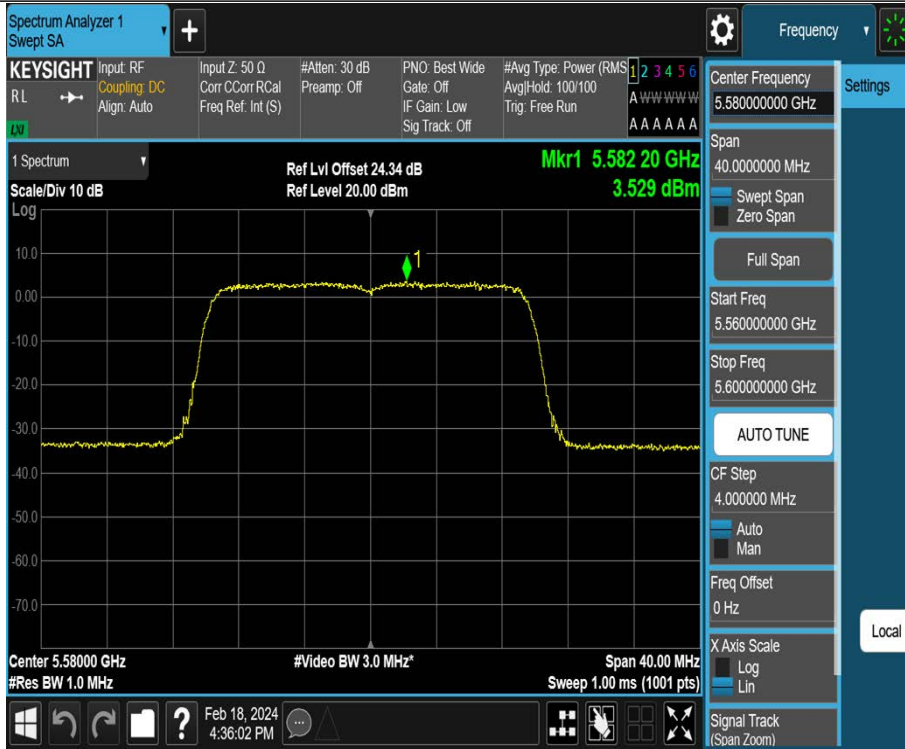 Spectrum Analyzer 1
Swept SA
+
Frequency
KEYSIGHT
RL
LXI
Input: RF
Coupling: DC
Align: Auto
Input Z: 50 Ω
Corr CCorr RCal
Freq Ref: Int (S)
#Atten: 30 dB
Preamp: Off
PNO: Best Wide
Gate: Off
IF Gain: Low
Sig Track: Off
#Avg Type: Power (RMS
Avg|Hold: 100/100
Trig: Free Run
1 2 3 4 5 6
A W W W W W
A A A A A A
1 Spectrum
Scale/Div 10 dB
Ref Lvl Offset 24.34 dB
Ref Level 20.00 dBm
Mkr1 5.582 20 GHz
3.529 dBm
Log
10.0
0.00
-10.0
-20.0
-30.0
-40.0
-50.0
-60.0
-70.0
1
Center 5.58000 GHz
#Res BW 1.0 MHz
#Video BW 3.0 MHz*
Span 40.00 MHz
Sweep 1.00 ms (1001 pts)
Feb 18, 2024
4:36:02 PM
?
Center Frequency
5.580000000 GHz
Settings
Span
40.0000000 MHz
Swept Span
Zero Span
Full Span
Start Freq
5.560000000 GHz
Stop Freq
5.600000000 GHz
AUTO TUNE
CF Step
4.000000 MHz
Auto
Man
Freq Offset
0 Hz
Local
X Axis Scale
Log
Lin
Signal Track
(Span Zoom)